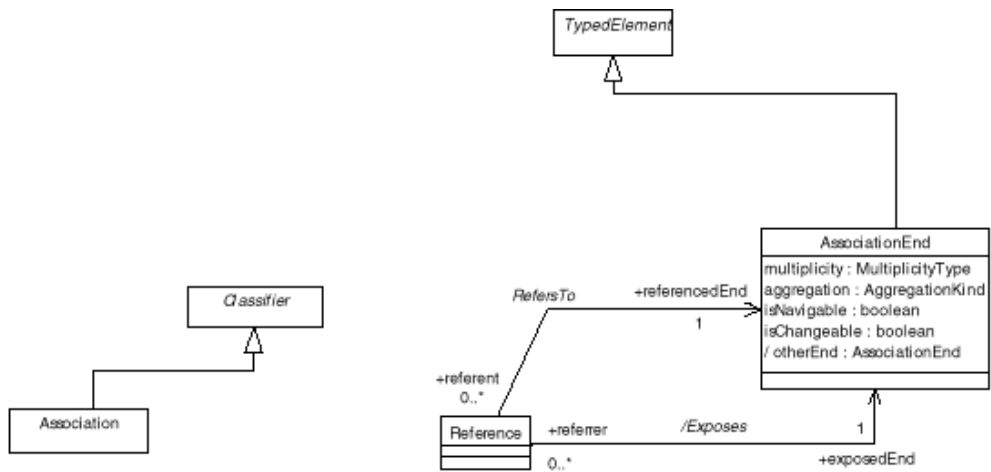 TypedElement
AssociationEnd
multiplicity : MultiplicityType
aggregation : AggregationKind
isNavigable : boolean
isChangeable : boolean
/ otherEnd : AssociationEnd
Classifier
RefersTo
+referencedEnd
1
+referent
0..*
Association
Reference
+referrer
/Exposes
1
0..*
+exposedEnd